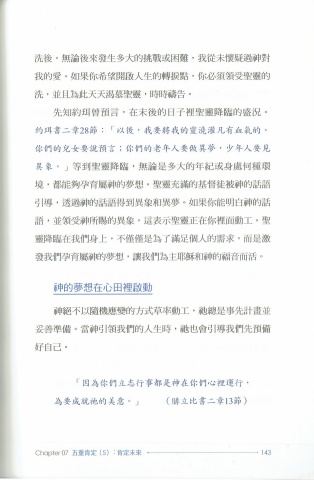 洗後，無論後來發生多大的挑戰或困難，我從未懷疑過神對
我的愛。如果你希望開啟人生的轉捩點，你必須領受聖靈的
洗，並且為此天天渴慕聖靈，時時禱告。
先知約珥曾預言，在末後的日子裡聖靈降臨的盛況。
約珥書二章28節：「以後，我要將我的靈澆灌凡有血氣的。
你們的兒女要說預言；你們的老年人要做異夢，少年人要見
異象。」等到聖靈降臨，無論是多大的年紀或身處何種環
境，都能夠孕育屬神的夢想。聖靈充滿的基督徒被神的話語
引導，透過神的話語得到異象和異夢。如果你能明白神的話
語，並領受神所賜的異象，這表示聖靈正在你裡面動工。聖
靈降臨在我們身上，不僅僅是為了滿足個人的需求，而是激
發我們孕育屬神的夢想，讓我們為主耶穌和神的福音而活。
神的夢想在心田裡啟動
神絕不以隨機應變的方式草率動工，祂總是事先計畫並
妥善準備。當神引領我們的人生時，祂也會引導我們先預備
好自己。
「因為你們立志行事都是神在你們心裡運行，
為要成就祂的美意。」（腓立比書二章13節）
Chapter 07 五重肯定（5）：肯定未來 143